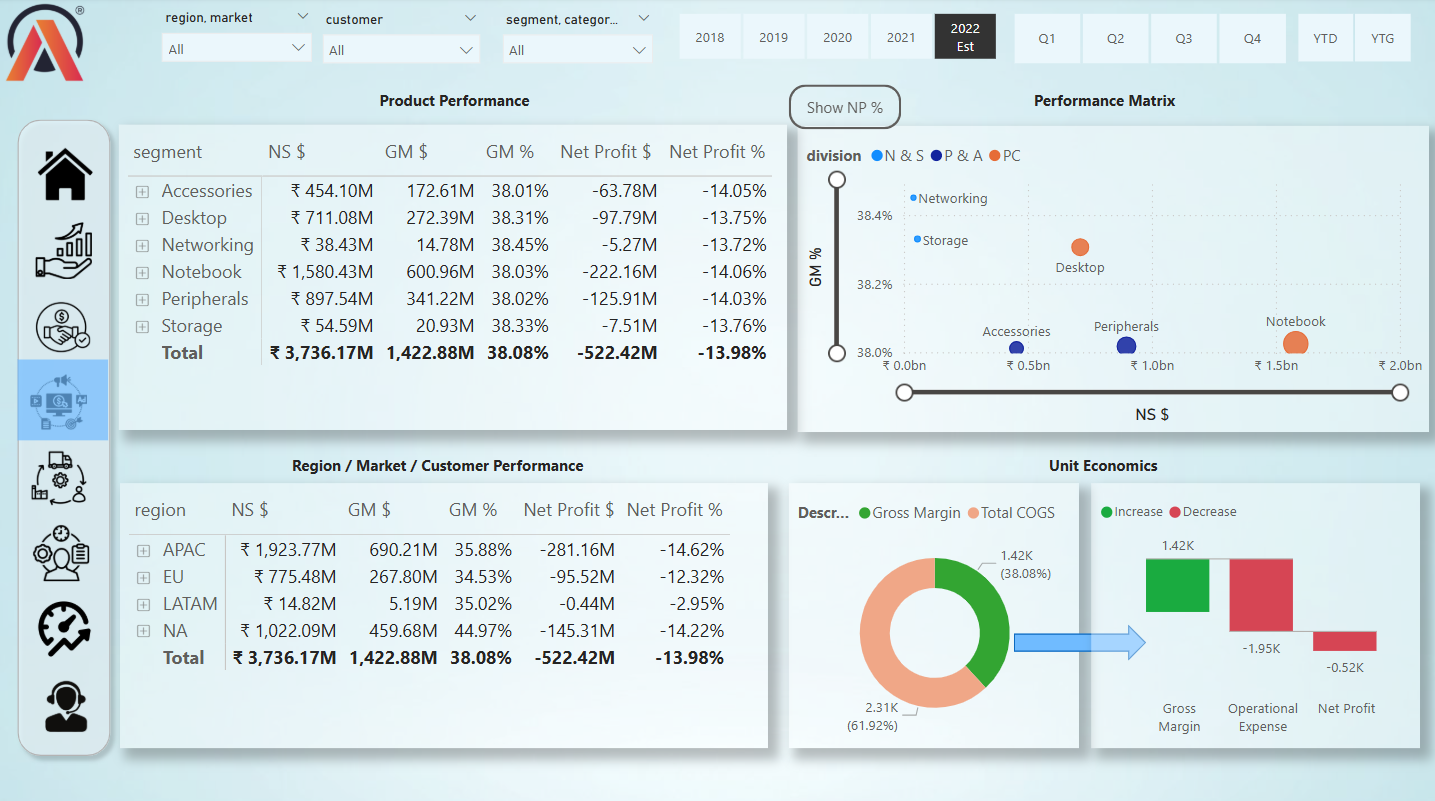 region, market
customer
segment, categor...
All
All
All
2018
2019
2020
2021
2022
Est
Q1
Q2
Q3
Q4
YTD
YTG
Product Performance
segment NS $ GM $ GM % Net Profit $ Net Profit %
Accessories ₹ 454.10M 172.61M 38.01% -63.78M -14.05%
Desktop ₹ 711.08M 272.39M 38.31% -97.79M -13.75%
Networking ₹ 38.43M 14.78M 38.45% -5.27M -13.72%
Notebook ₹ 1,580.43M 600.96M 38.03% -222.16M -14.06%
Peripherals ₹ 897.54M 341.22M 38.02% -125.91M -14.03%
Storage ₹ 54.59M 20.93M 38.33% -7.51M -13.76%
Total ₹ 3,736.17M 1,422.88M 38.08% -522.42M -13.98%
Show NP %
Performance Matrix
division N & S P & A PC
GM %
38.4%
38.2%
38.0%
Networking
Storage
Desktop
Accessories
Peripherals
Notebook
₹ 0.0bn ₹ 0.5bn ₹ 1.0bn ₹ 1.5bn ₹ 2.0bn
NS $
Region / Market / Customer Performance
region NS $ GM $ GM % Net Profit $ Net Profit %
APAC ₹ 1,923.77M 690.21M 35.88% -281.16M -14.62%
EU ₹ 775.48M 267.80M 34.53% -95.52M -12.32%
LATAM ₹ 14.82M 5.19M 35.02% -0.44M -2.95%
NA ₹ 1,022.09M 459.68M 44.97% -145.31M -14.22%
Total ₹ 3,736.17M 1,422.88M 38.08% -522.42M -13.98%
Unit Economics
Descr... Gross Margin Total COGS
1.42K
(38.08%)
2.31K
(61.92%)
Increase Decrease
1.42K
-1.95K
-0.52K
Gross
Margin
Operational
Expense
Net Profit